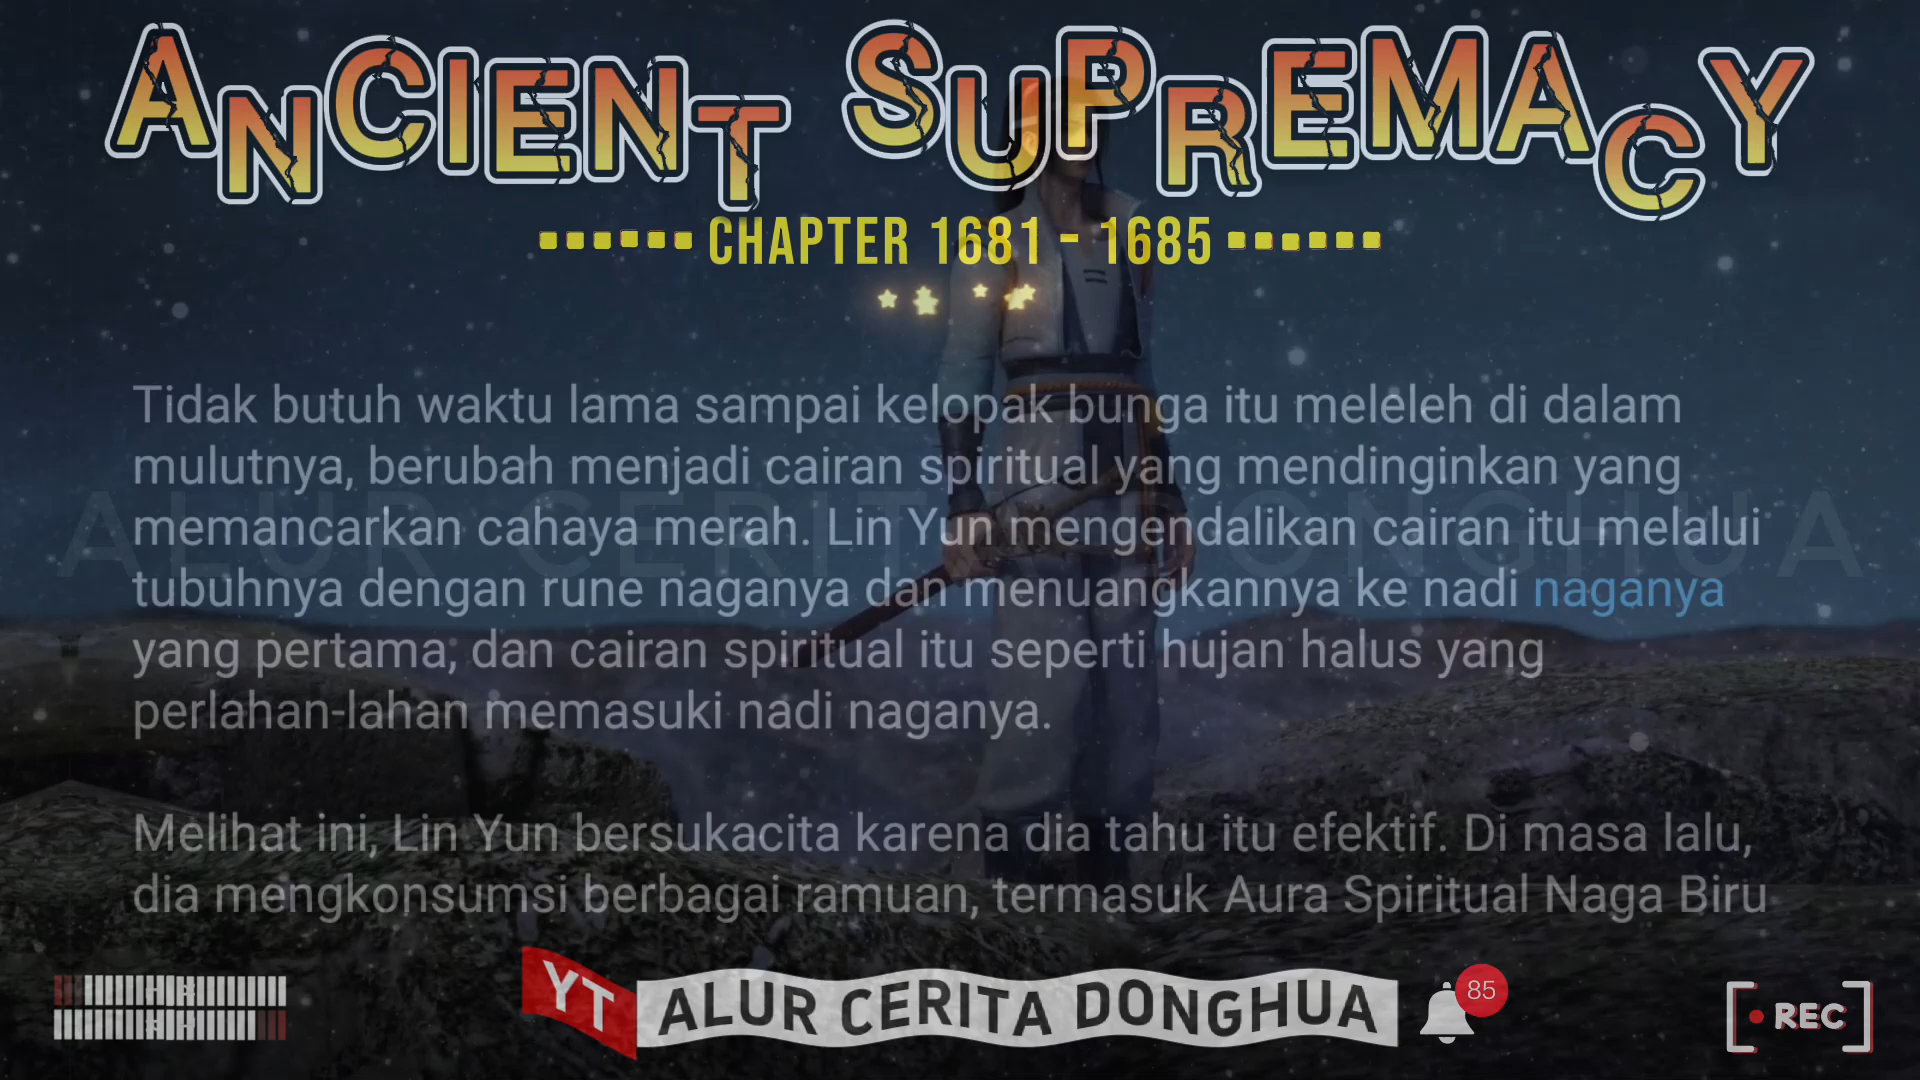 ANCIENT SUPREMACY
CHAPTER 1681 - 1685
Tidak butuh waktu lama sampai kelopak bunga itu meleleh di dalam
mulutnya, berubah menjadi cairan spiritual yang mendinginkan yang
ALUR CERITA DONGHUA
memancarkan cahaya merah. Lin Yun mengendalikan cairan itu melalui
tubuhnya dengan rune naganya dan menuangkannya ke nadi naganya
yang pertama; dan cairan spiritual itu seperti hujan halus yang
perlahan-lahan memasuki nadi naganya.
Melihat ini, Lin Yun bersukacita karena dia tahu itu efektif. Di masa lalu,
dia mengkonsumsi berbagai ramuan, termasuk Aura Spiritual Naga Biru
YT ALUR CERITA DONGHUA 85
REC